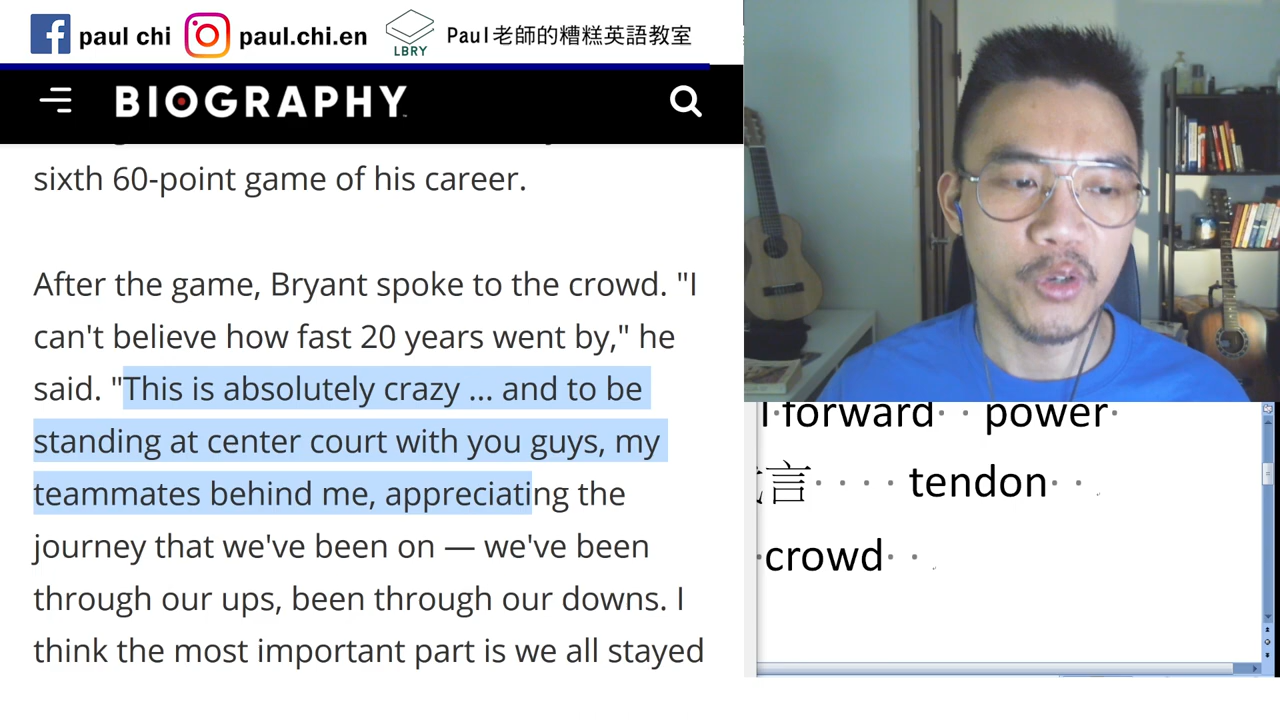 paul chi paul.chi.en LBRY Paul老師的糟糕英語教室
BIOGRAPHY
sixth 60-point game of his career.
After the game, Bryant spoke to the crowd. "I
can't believe how fast 20 years went by," he
said. "This is absolutely crazy ... and to be
standing at center court with you guys, my
teammates behind me, appreciating the
journey that we've been on — we've been
through our ups, been through our downs. I
think the most important part is we all stayed
forward power
言 tendon
crowd